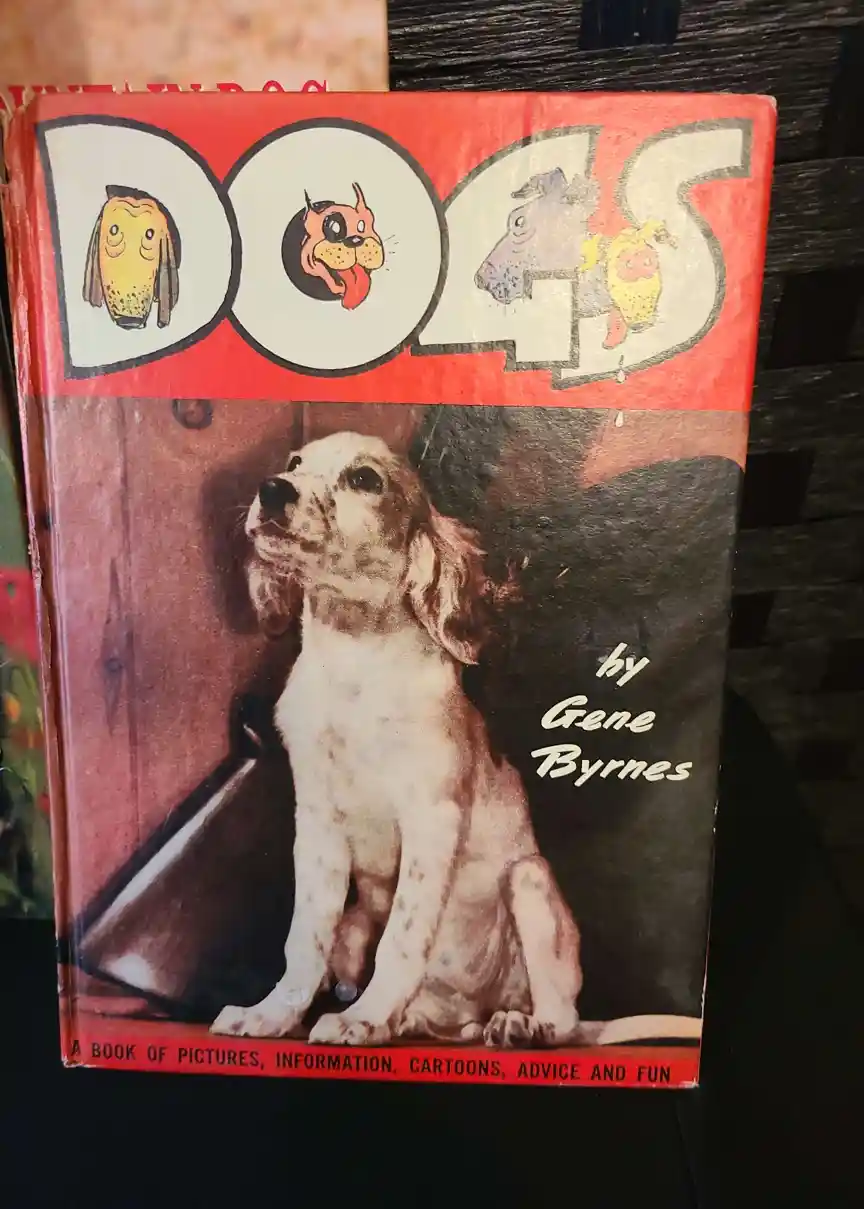 DOGS
by
Gene
Byrnes
A BOOK OF PICTURES, INFORMATION, CARTOONS, ADVICE AND FUN